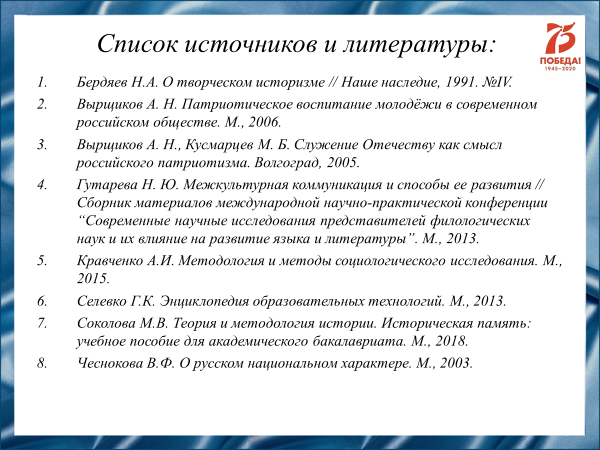 Список источников и литературы:
75
ПОБЕДА!
1945–2020
1. Бердяев Н.А. О творческом историзме // Наше наследие, 1991. №IV.
2. Вырщиков А. Н. Патриотическое воспитание молодёжи в современном
российском обществе. М., 2006.
3. Вырщиков А. Н., Кусмарцев М. Б. Служение Отечеству как смысл
российского патриотизма. Волгоград, 2005.
4. Гутарева Н. Ю. Межкультурная коммуникация и способы ее развития //
Сборник материалов международной научно-практической конференции
“Современные научные исследования представителей филологических
наук и их влияние на развитие языка и литературы”. М., 2013.
5. Кравченко А.И. Методология и методы социологического исследования. М.,
2015.
6. Селевко Г.К. Энциклопедия образовательных технологий. М., 2013.
7. Соколова М.В. Теория и методология истории. Историческая память:
учебное пособие для академического бакалавриата. М., 2018.
8. Чеснокова В.Ф. О русском национальном характере. М., 2003.